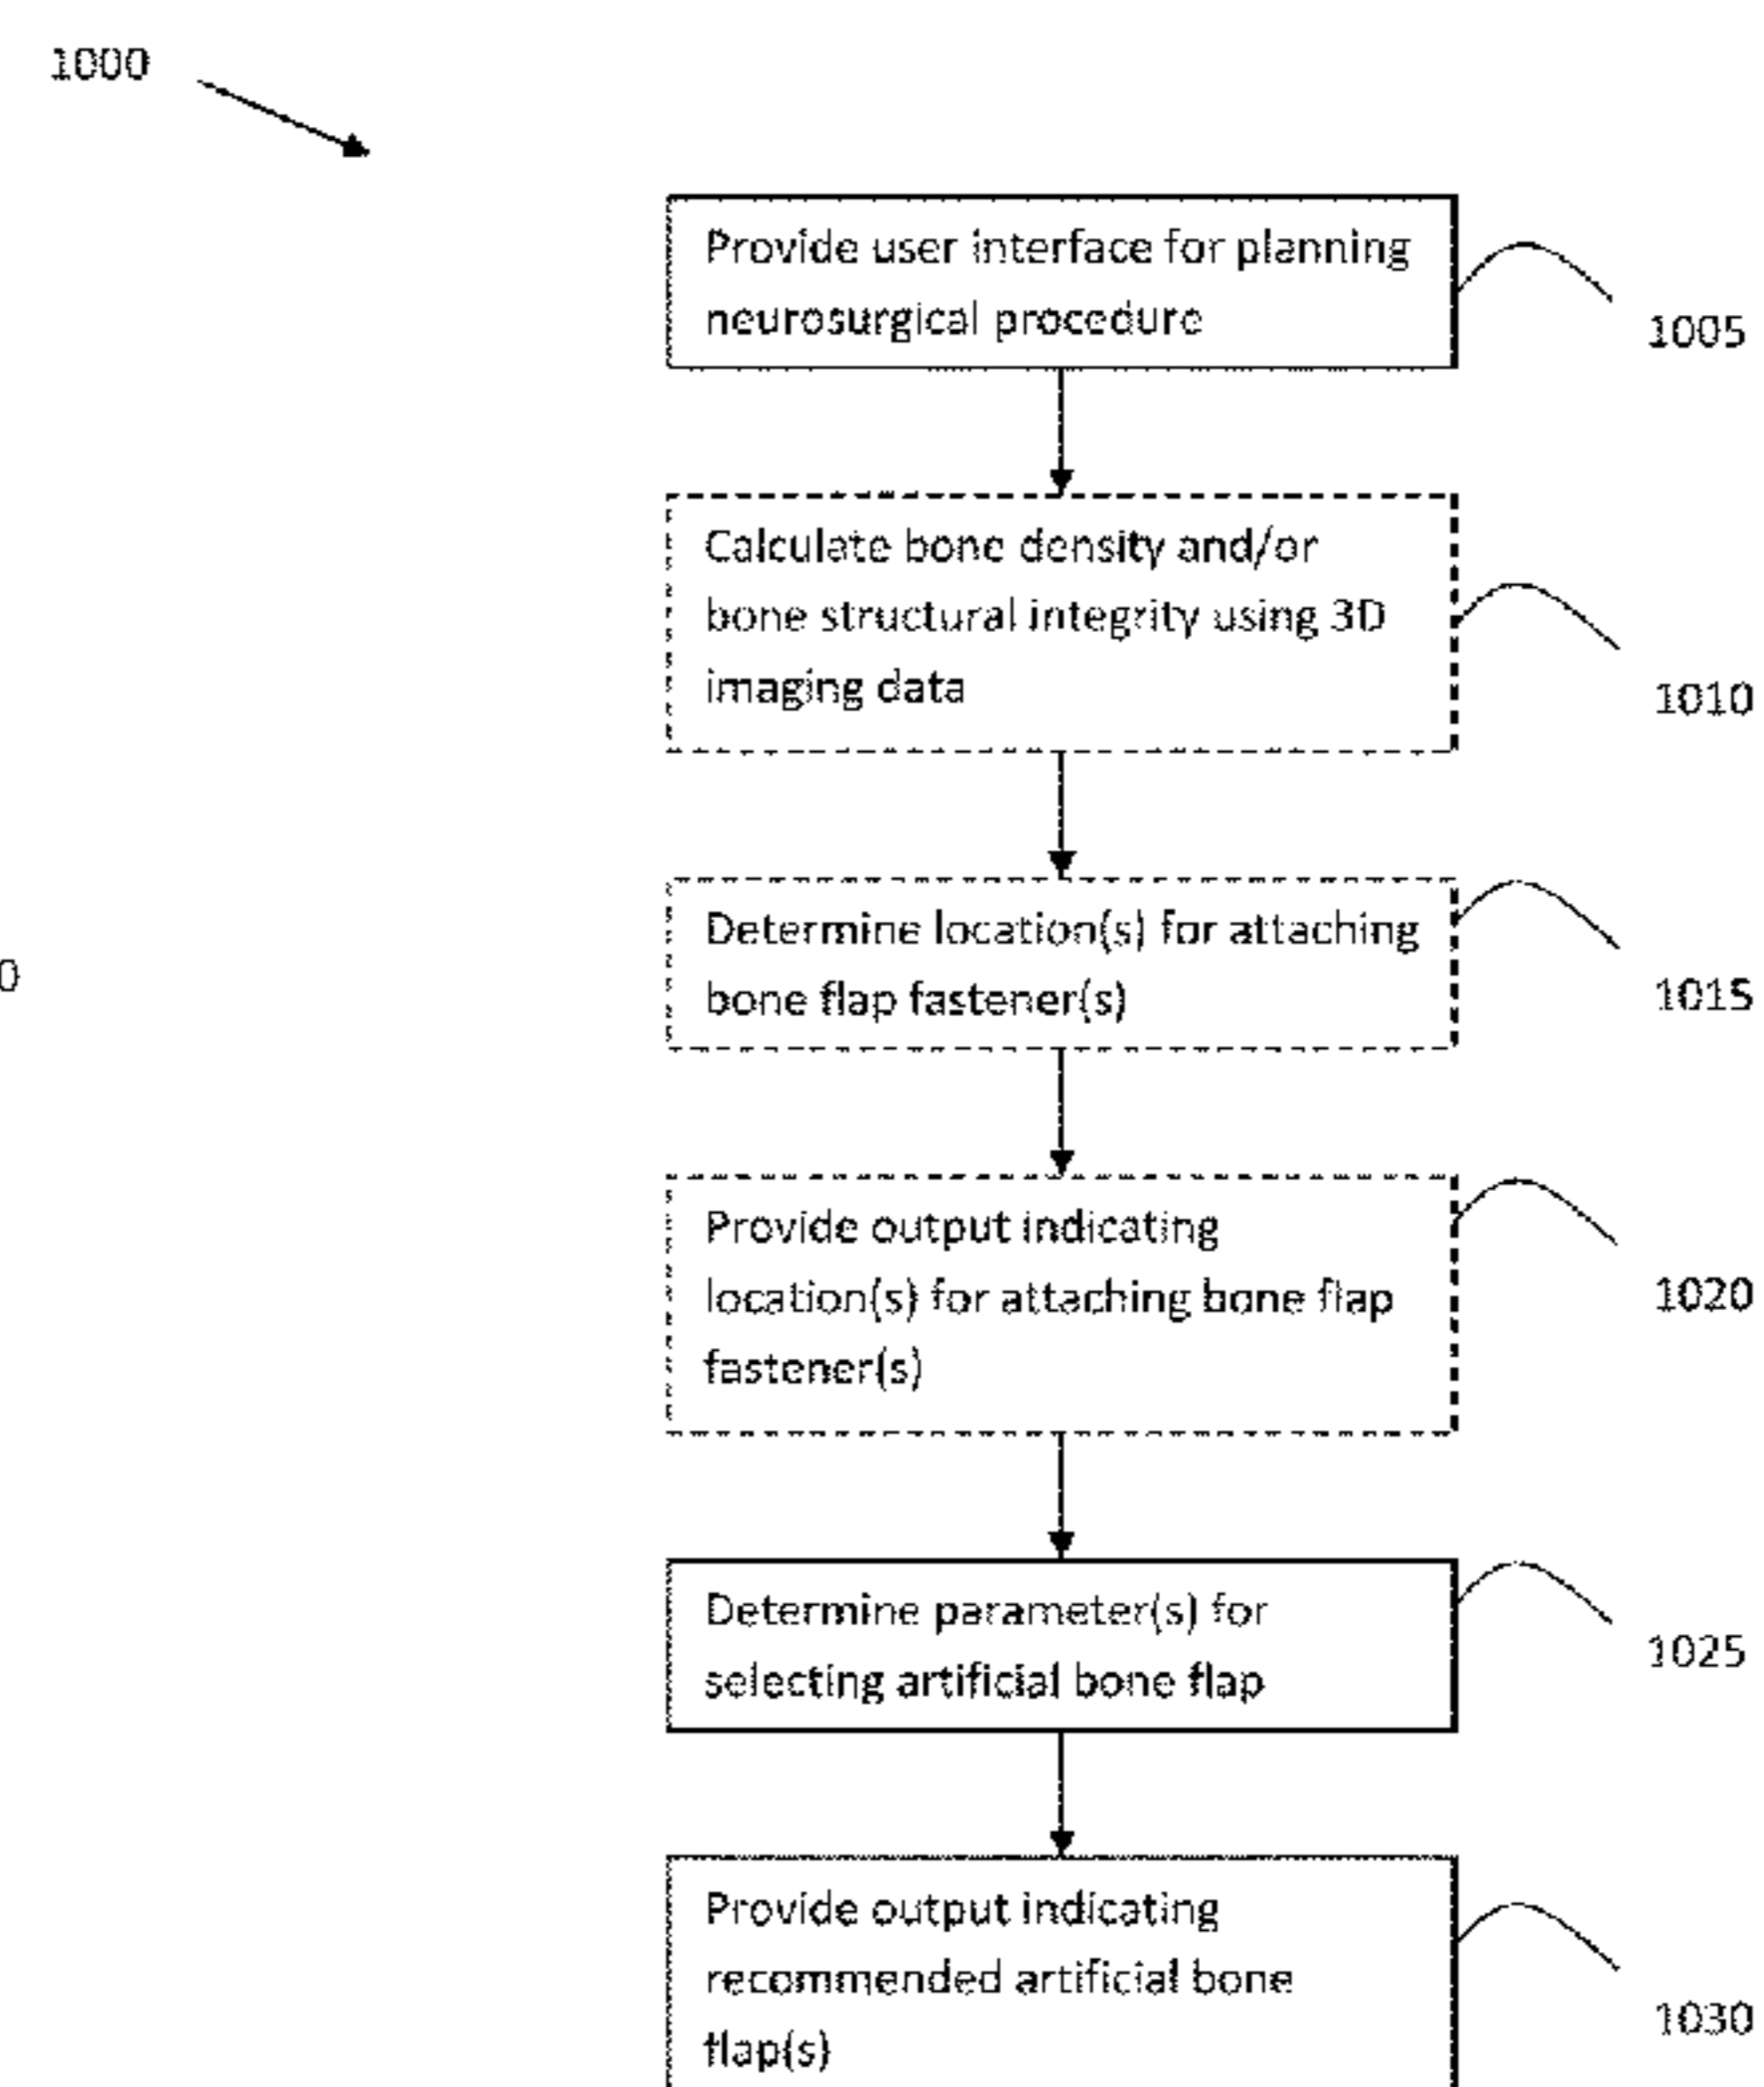 1000
Provide user interface for planning
neurosurgical procedure
1005
Calculate bone density and/or
bone structural integrity using 3D
imaging data
1010
Determine location(s) for attaching
bone flap fastener(s)
0
1015
Provide output indicating
location(s) for attaching bone flap
fastener(s)
1020
Determine parameter(s) for
selecting artificial bone flap
1025
Provide output indicating
recommended artificial bone
flap(s)
1030